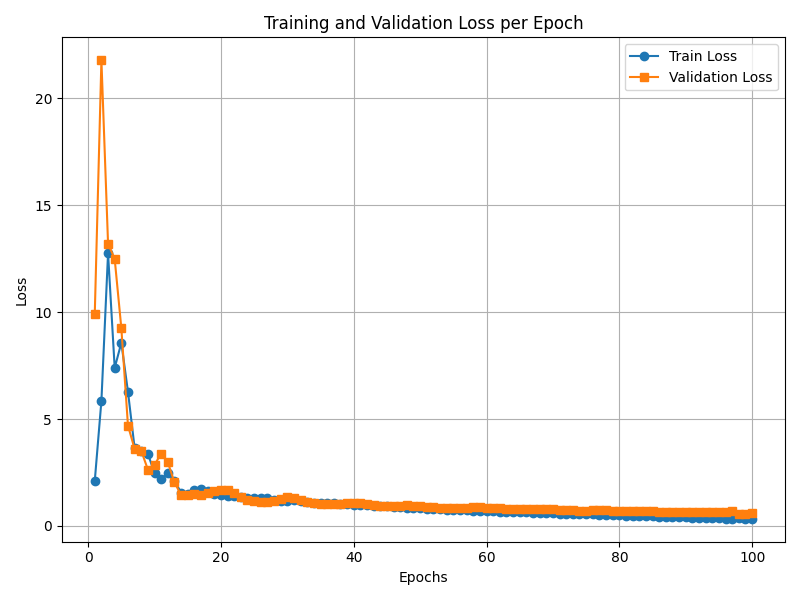 Training and Validation Loss per Epoch
Train Loss
Validation Loss
Loss
20
15
10
5
0
0 20 40 60 80 100
Epochs